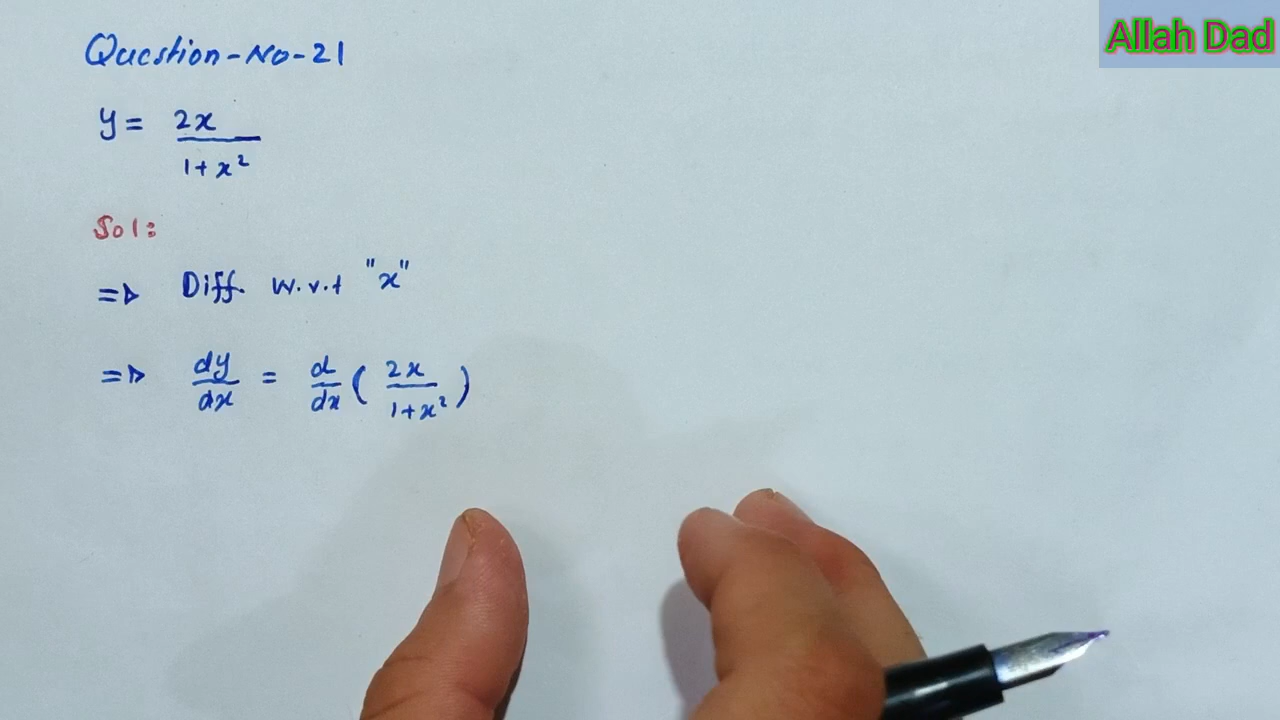 Allah Dad
Question-No-21
y = 2x / 1+x²
Sol:
=> Diff. w.r.t "x"
=> dy/dx = d/dx ( 2x / 1+x² )